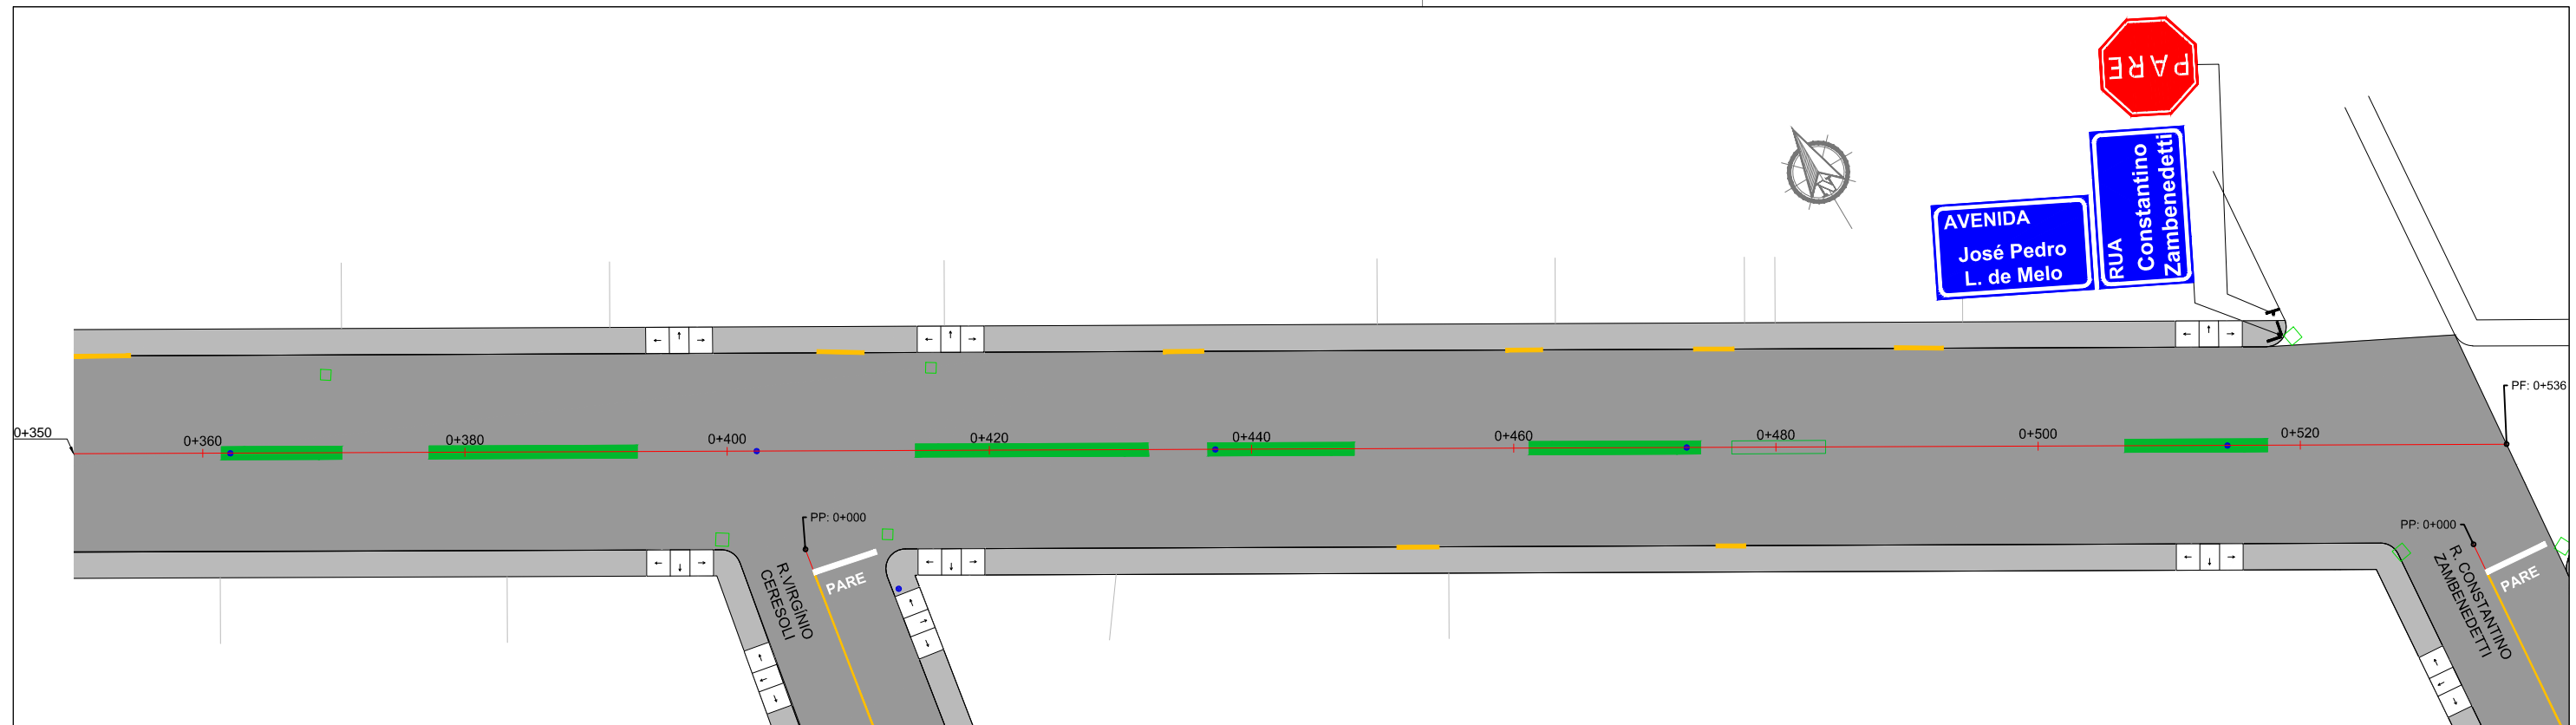 PARE
AVENIDA
José Pedro
L. de Melo
RUA
Constantino
Zambenedetti
PF: 0+536
0+350
0+360
0+380
0+400
0+420
0+440
0+460
0+480
0+500
0+520
PP: 0+000
PP: 0+000
R.VIRGÍNIO
CERESOLI
PARE
R. CONSTANTINO
ZAMBENEDETTI
PARE